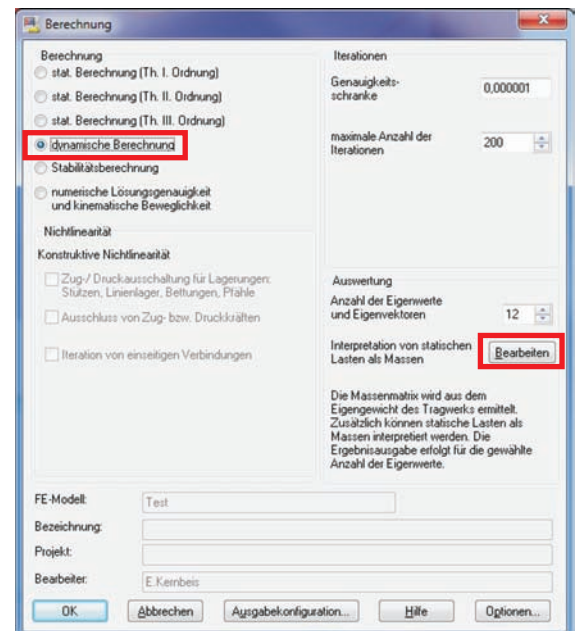 Berechnung
Berechnung
stat. Berechnung (Th. I. Ordnung)
stat. Berechnung (Th. II. Ordnung)
stat. Berechnung (Th. III. Ordnung)
dynamische Berechnung
Stabilitätsberechnung
numerische Lösungsgenauigkeit
und kinematische Beweglichkeit
Nichtlinearität
Konstruktive Nichtlinearität
Zug-/ Druckausschaltung für Lagerungen:
Stützen, Linienlager, Bettungen, Pfähle
Ausschluss von Zug- bzw. Druckkräften
Iteration von einseitigen Verbindungen
Iterationen
Genauigkeits-
schranke 0,000001
maximale Anzahl der
Iterationen 200
Auswertung
Anzahl der Eigenwerte
und Eigenvektoren 12
Interpretation von statischen
Lasten als Massen Bearbeiten
Die Massenmatrix wird aus dem
Eigengewicht des Tragwerks ermittelt.
Zusätzlich können statische Lasten als
Massen interpretiert werden. Die
Ergebnisausgabe erfolgt für die gewählte
Anzahl der Eigenwerte.
FE-Modell: Test
Bezeichnung:
Projekt:
Bearbeiter: E.Kernbeis
OK Abbrechen Ausgabekonfiguration... Hilfe Optionen...